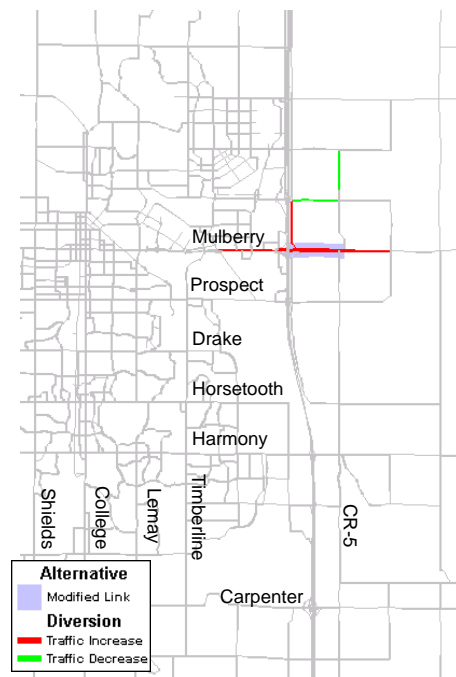 Mulberry
Prospect
Drake
Horsetooth
Harmony
Shields
College
Lemay
Timberline
CR-5
Carpenter
Alternative
Modified Link
Diversion
Traffic Increase
Traffic Decrease